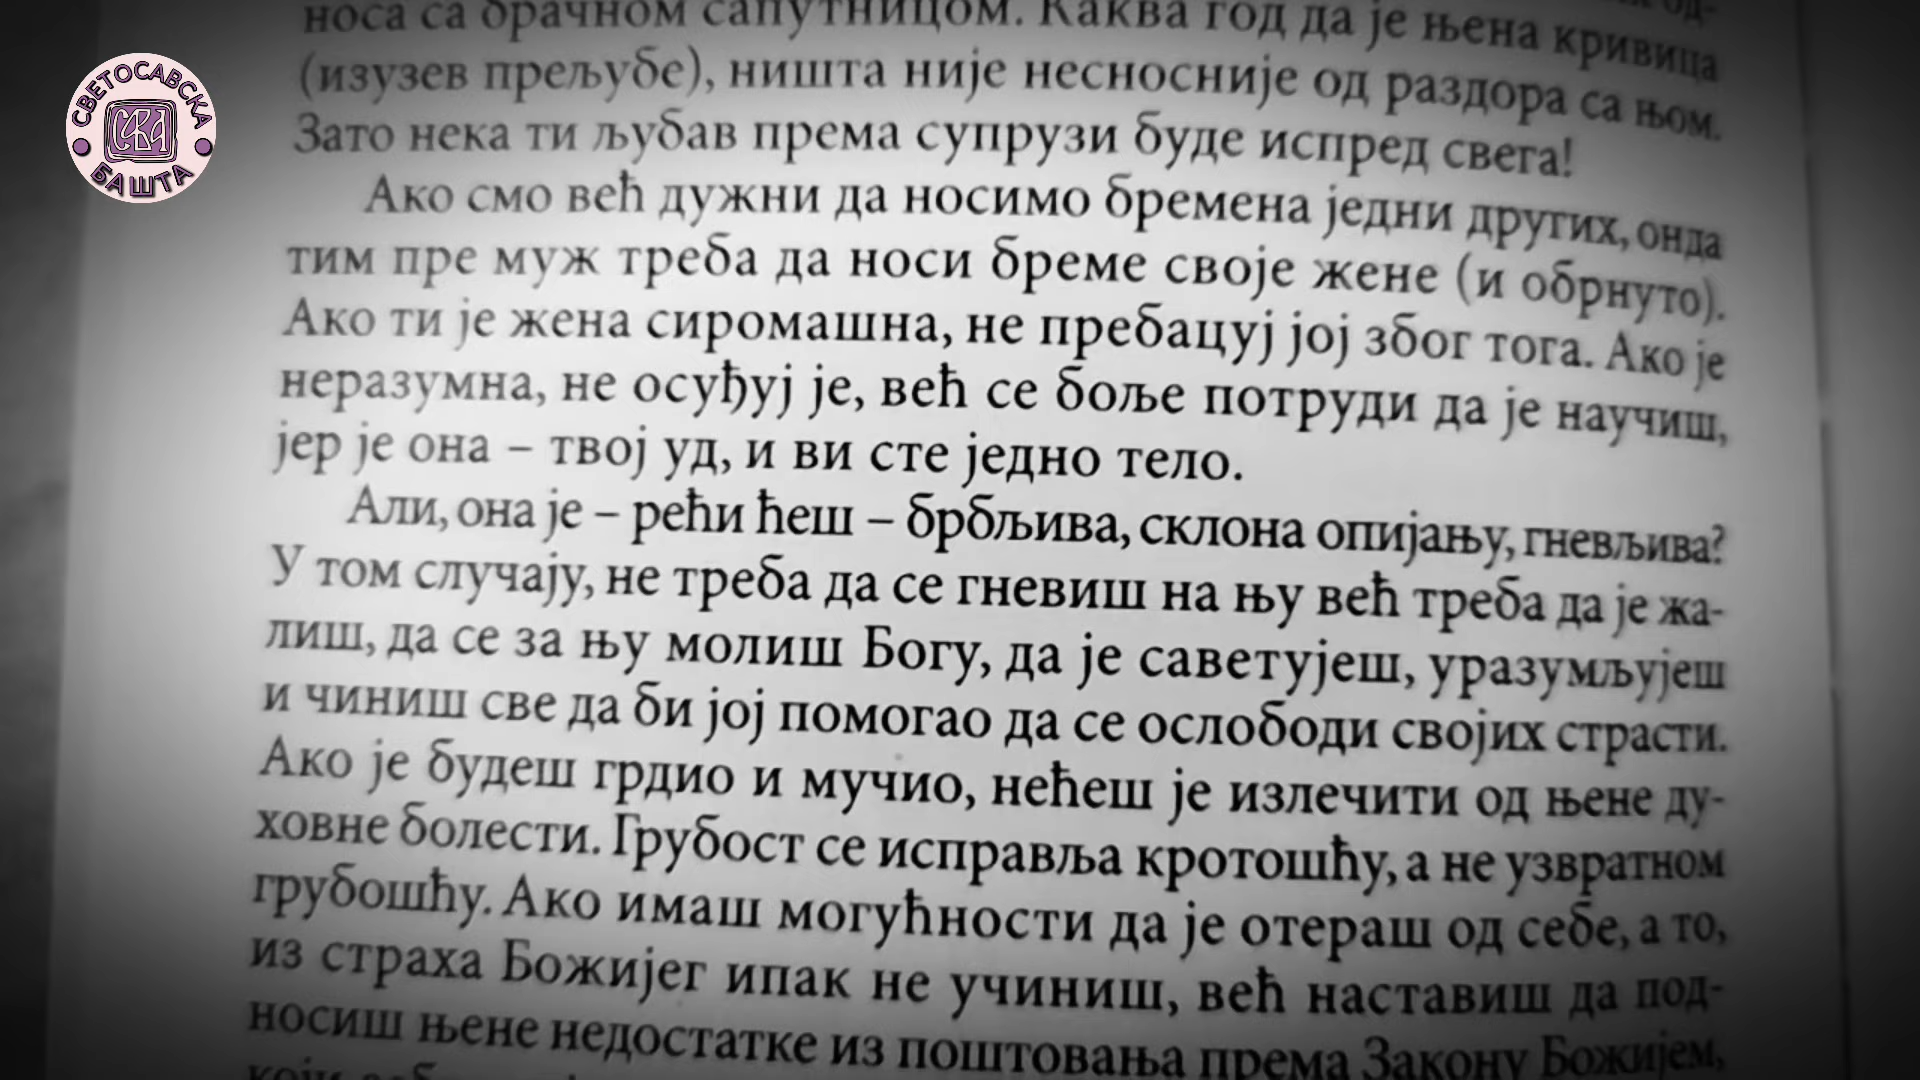 СВЕТОСАВСКА
БАШТА
носа са брачном сапутницом. Каква год да је њена кривица
(изузев прељубе), ништа није несносније од раздора са њом.
Зато нека ти љубав према супрузи буде испред свега!
Ако смо већ дужни да носимо бремена једни других, онда
тим пре муж треба да носи бреме своје жене (и обрнуто).
Ако ти је жена сиромашна, не пребацуј јој због тога. Ако је
неразумна, не осуђуј је, већ се боље потруди да је научиш,
јер је она – твој уд, и ви сте једно тело.
Али, она је – рећи ћеш – брбљива, склона опијању, гневљива?
У том случају, не треба да се гневиш на њу већ треба да је жа-
лиш, да се за њу молиш Богу, да је саветујеш, уразумљујеш
и чиниш све да би јој помогао да се ослободи својих страсти.
Ако је будеш грдио и мучио, нећеш је излечити од њене ду-
ховне болести. Грубост се исправља кротошћу, а не узвратном
грубошћу. Ако имаш могућности да је отераш од себе, а то,
из страха Божијег ипак не учиниш, већ наставиш да под-
носиш њене недостатке из поштовања према Закону Божијем,